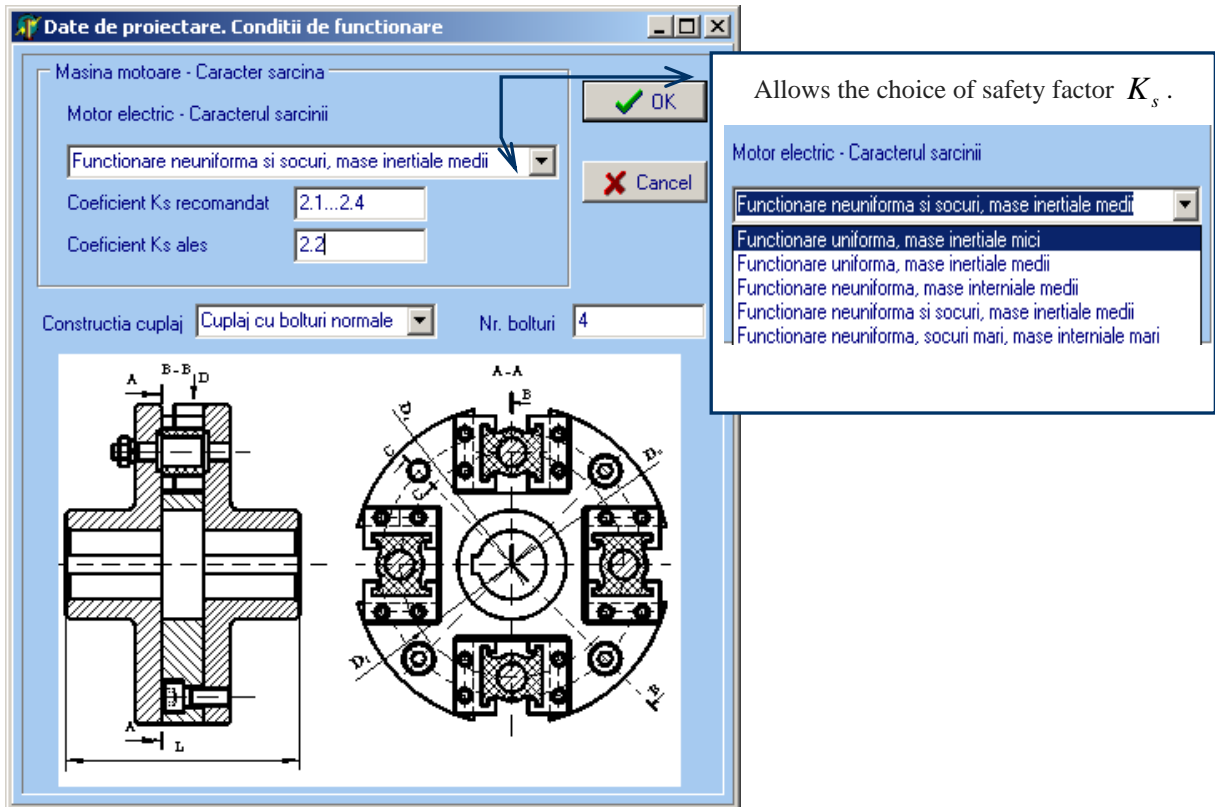 Date de proiectare. Conditii de functionare
Masina motoare - Caracter sarcina
Motor electric - Caracterul sarcinii
Functionare neuniforma si socuri, mase inertiale medii
Coeficient Ks recomandat 2.1...2.4
Coeficient Ks ales 2.2
OK
Cancel
Constructia cuplaj Cuplaj cu bolturi normale Nr. bolturi 4
Allows the choice of safety factor K_s .
Motor electric - Caracterul sarcinii
Functionare neuniforma si socuri, mase inertiale medii
Functionare uniforma, mase inertiale mici
Functionare uniforma, mase inertiale medii
Functionare neuniforma, mase interniale medii
Functionare neuniforma si socuri, mase inertiale medii
Functionare neuniforma, socuri mari, mase interniale mari
B-B
A
D
A
L
A-A
B
C
C
B